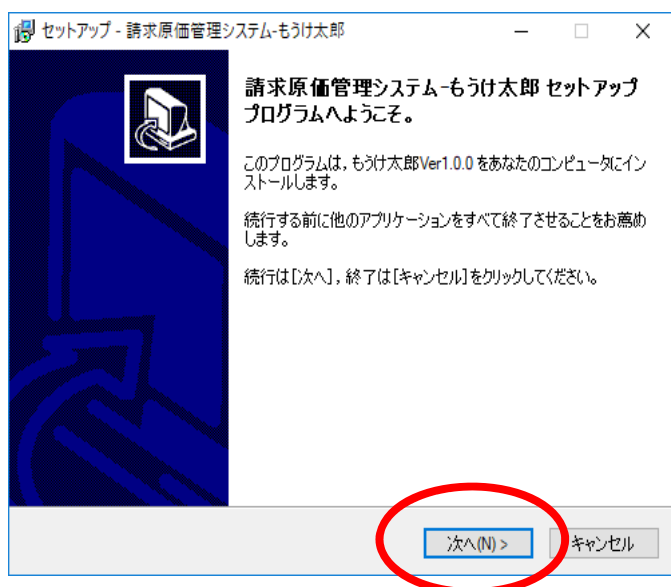 セットアップ - 請求原価管理システム-もうけ太郎
請求原価管理システム-もうけ太郎 セットアップ
プログラムへようこそ。
このプログラムは，もうけ太郎Ver1.0.0 をあなたのコンピュータにイン
ストールします。
続行する前に他のアプリケーションをすべて終了させることをお薦め
します。
続行は[次へ]，終了は[キャンセル]をクリックしてください。
次へ(N) >
キャンセル